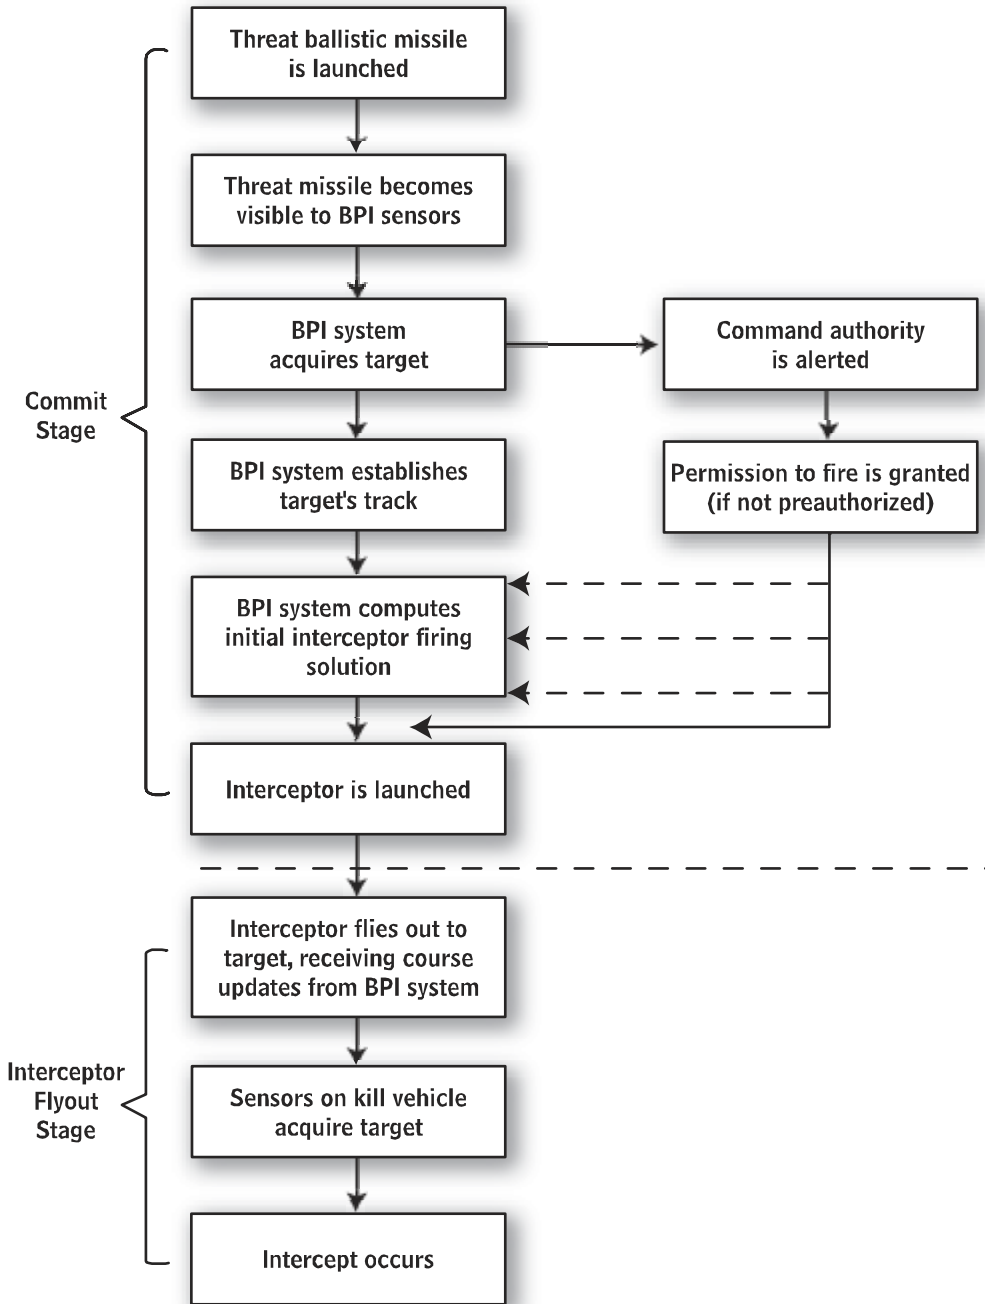 Threat ballistic missile
is launched
Threat missile becomes
visible to BPI sensors
BPI system
acquires target
Command authority
is alerted
Commit
Stage
BPI system establishes
target's track
Permission to fire is granted
(if not preauthorized)
BPI system computes
initial interceptor firing
solution
Interceptor is launched
Interceptor flies out to
target, receiving course
updates from BPI system
Interceptor
Flyout
Stage
Sensors on kill vehicle
acquire target
Intercept occurs